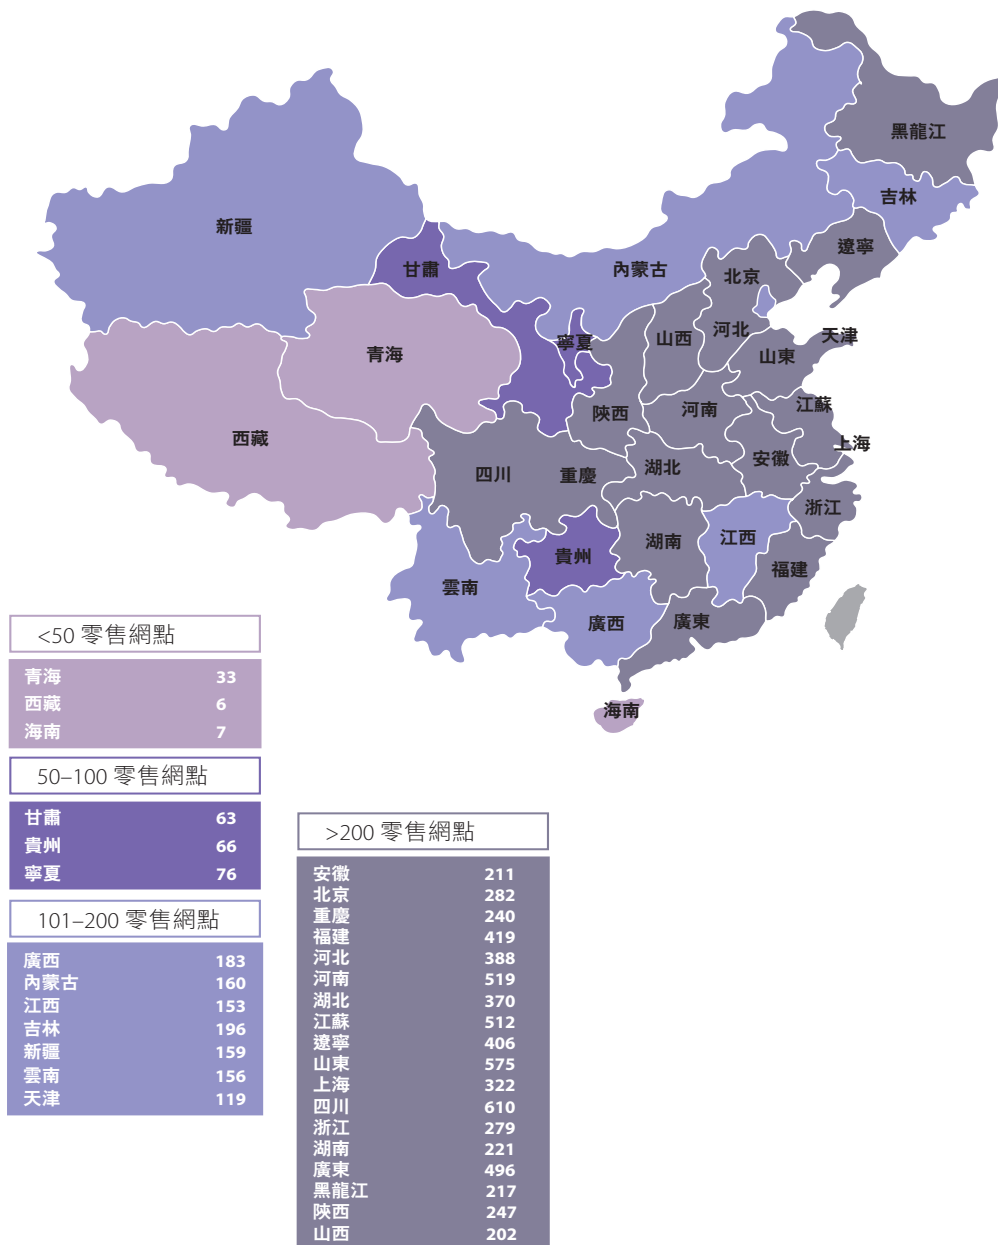 黑龍江
吉林
新疆
遼寧
甘肅
內蒙古
北京
河北
天津
寧夏
山西
青海
山東
江蘇
陝西
河南
西藏
上海
安徽
四川
重慶
湖北
浙江
湖南
江西
貴州
福建
雲南
廣西
廣東
海南
<50 零售網點
青海 33
西藏 6
海南 7
50–100 零售網點
甘肅 63
貴州 66
寧夏 76
101–200 零售網點
廣西 183
內蒙古 160
江西 153
吉林 196
新疆 159
雲南 156
天津 119
>200 零售網點
安徽 211
北京 282
重慶 240
福建 419
河北 388
河南 519
湖北 370
江蘇 512
遼寧 406
山東 575
上海 322
四川 610
浙江 279
湖南 221
廣東 496
黑龍江 217
陝西 247
山西 202